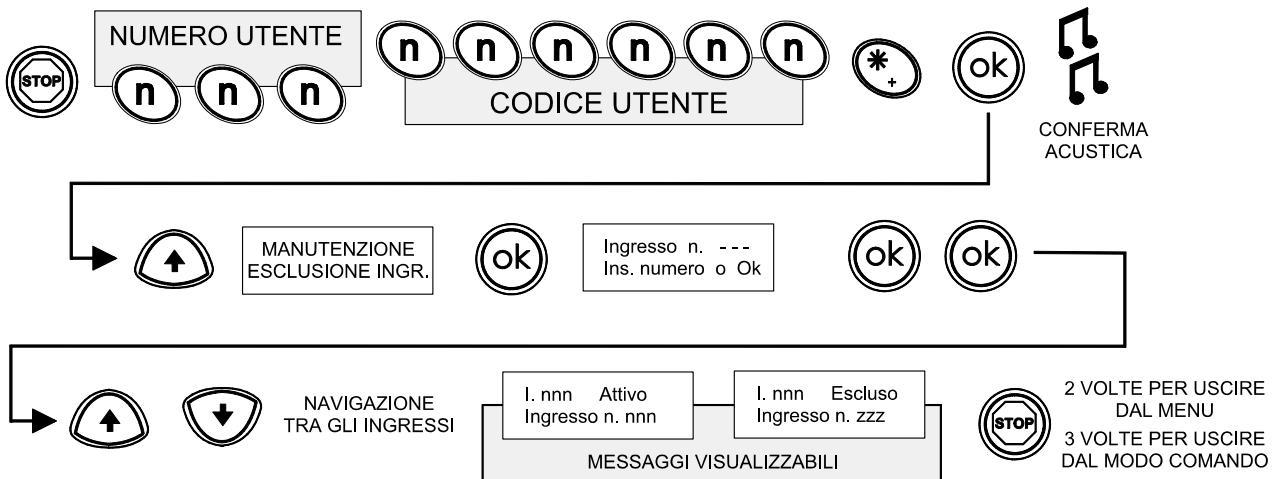 STOP
NUMERO UTENTE
n n n
n n n n n n
CODICE UTENTE
* +
ok
CONFERMA
ACUSTICA
MANUTENZIONE
ESCLUSIONE INGR.
ok
Ingresso n. - - -
Ins. numero o Ok
ok ok
NAVIGAZIONE
TRA GLI INGRESSI
I. nnn Attivo
Ingresso n. nnn
I. nnn Escluso
Ingresso n. zzz
MESSAGGI VISUALIZZABILI
STOP
2 VOLTE PER USCIRE
DAL MENU
3 VOLTE PER USCIRE
DAL MODO COMANDO